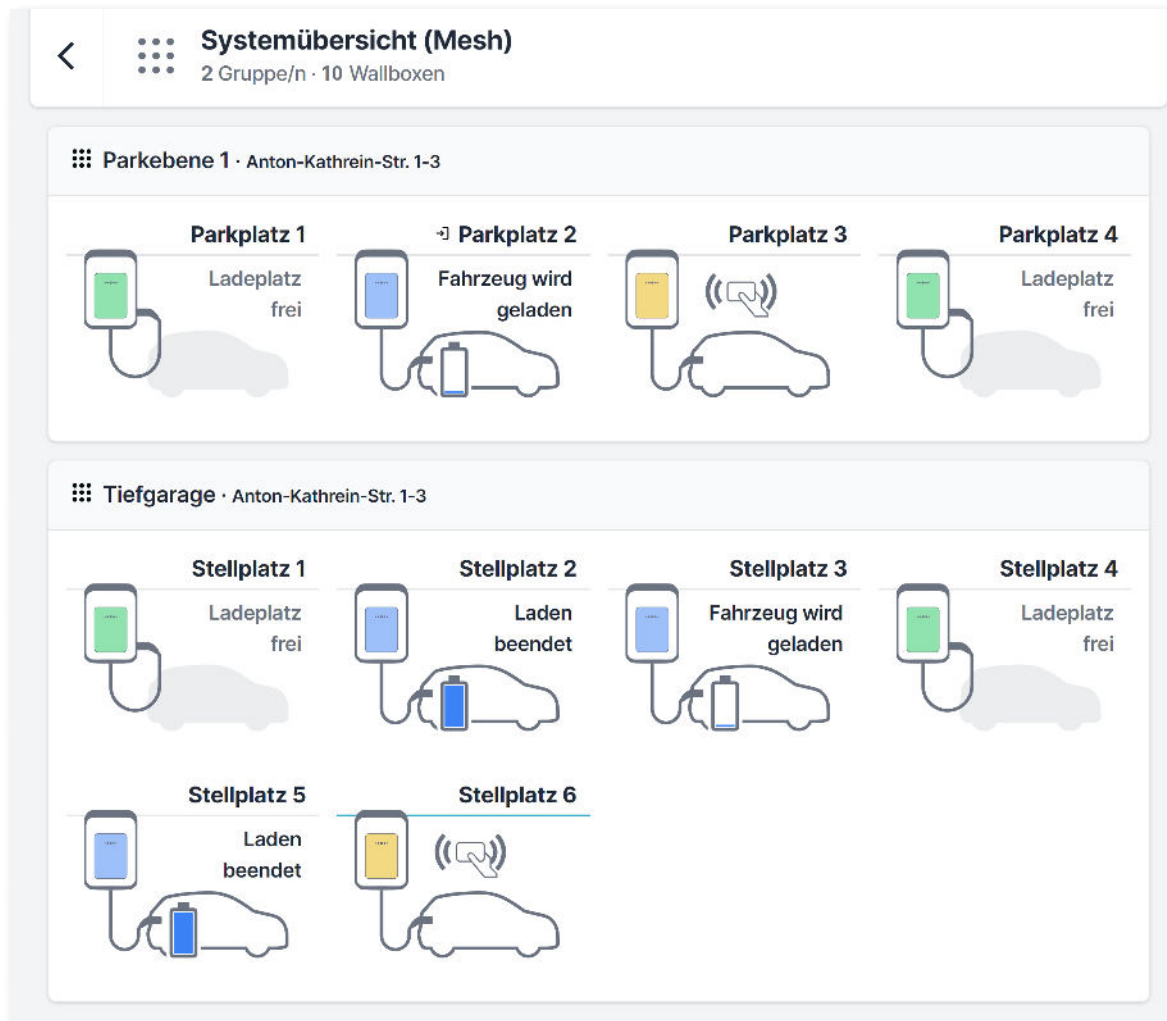 Systemübersicht (Mesh)
2 Gruppe/n · 10 Wallboxen
Parkebene 1 · Anton-Kathrein-Str. 1-3
Parkplatz 1
Ladeplatz
frei
Parkplatz 2
Fahrzeug wird
geladen
Parkplatz 3
Parkplatz 4
Ladeplatz
frei
Tiefgarage · Anton-Kathrein-Str. 1-3
Stellplatz 1
Ladeplatz
frei
Stellplatz 2
Laden
beendet
Stellplatz 3
Fahrzeug wird
geladen
Stellplatz 4
Ladeplatz
frei
Stellplatz 5
Laden
beendet
Stellplatz 6